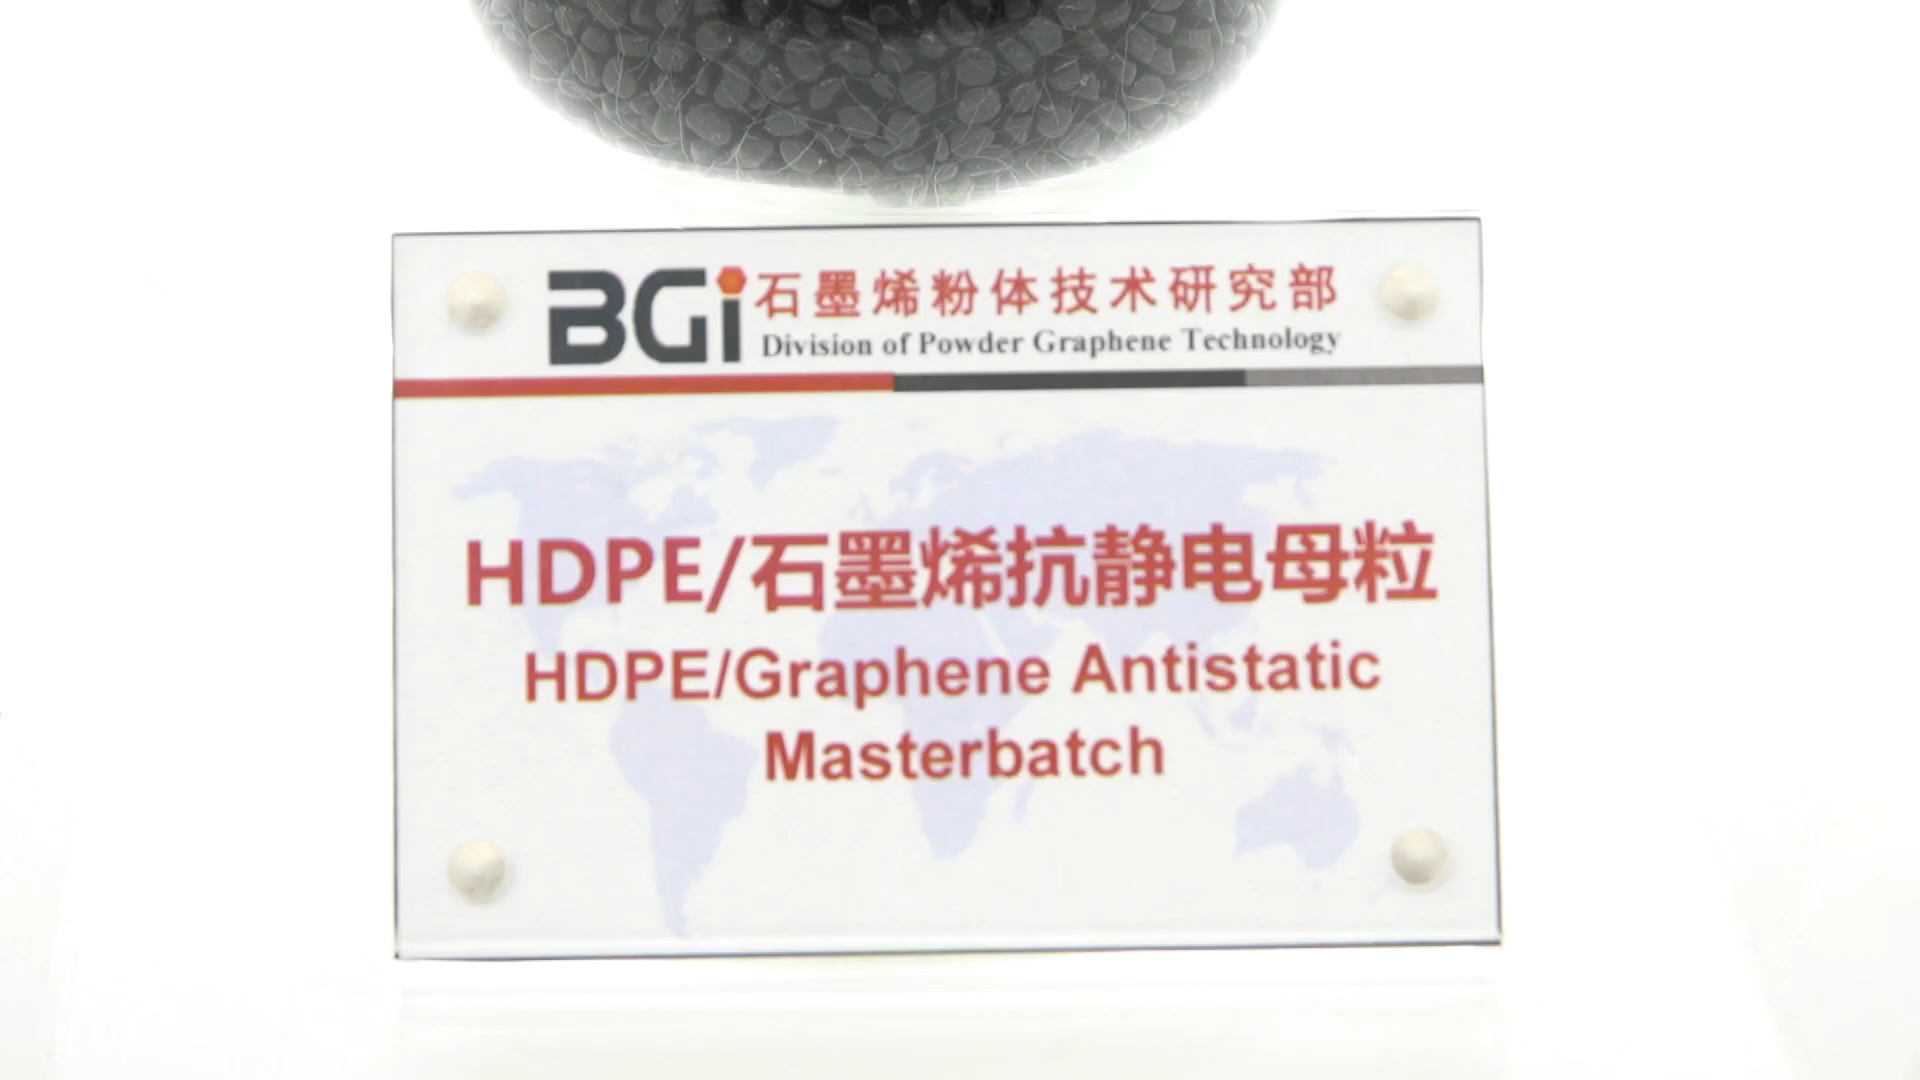 BGi 石墨烯粉体技术研究部
Division of Powder Graphene Technology
HDPE/石墨烯抗静电母粒
HDPE/Graphene Antistatic
Masterbatch